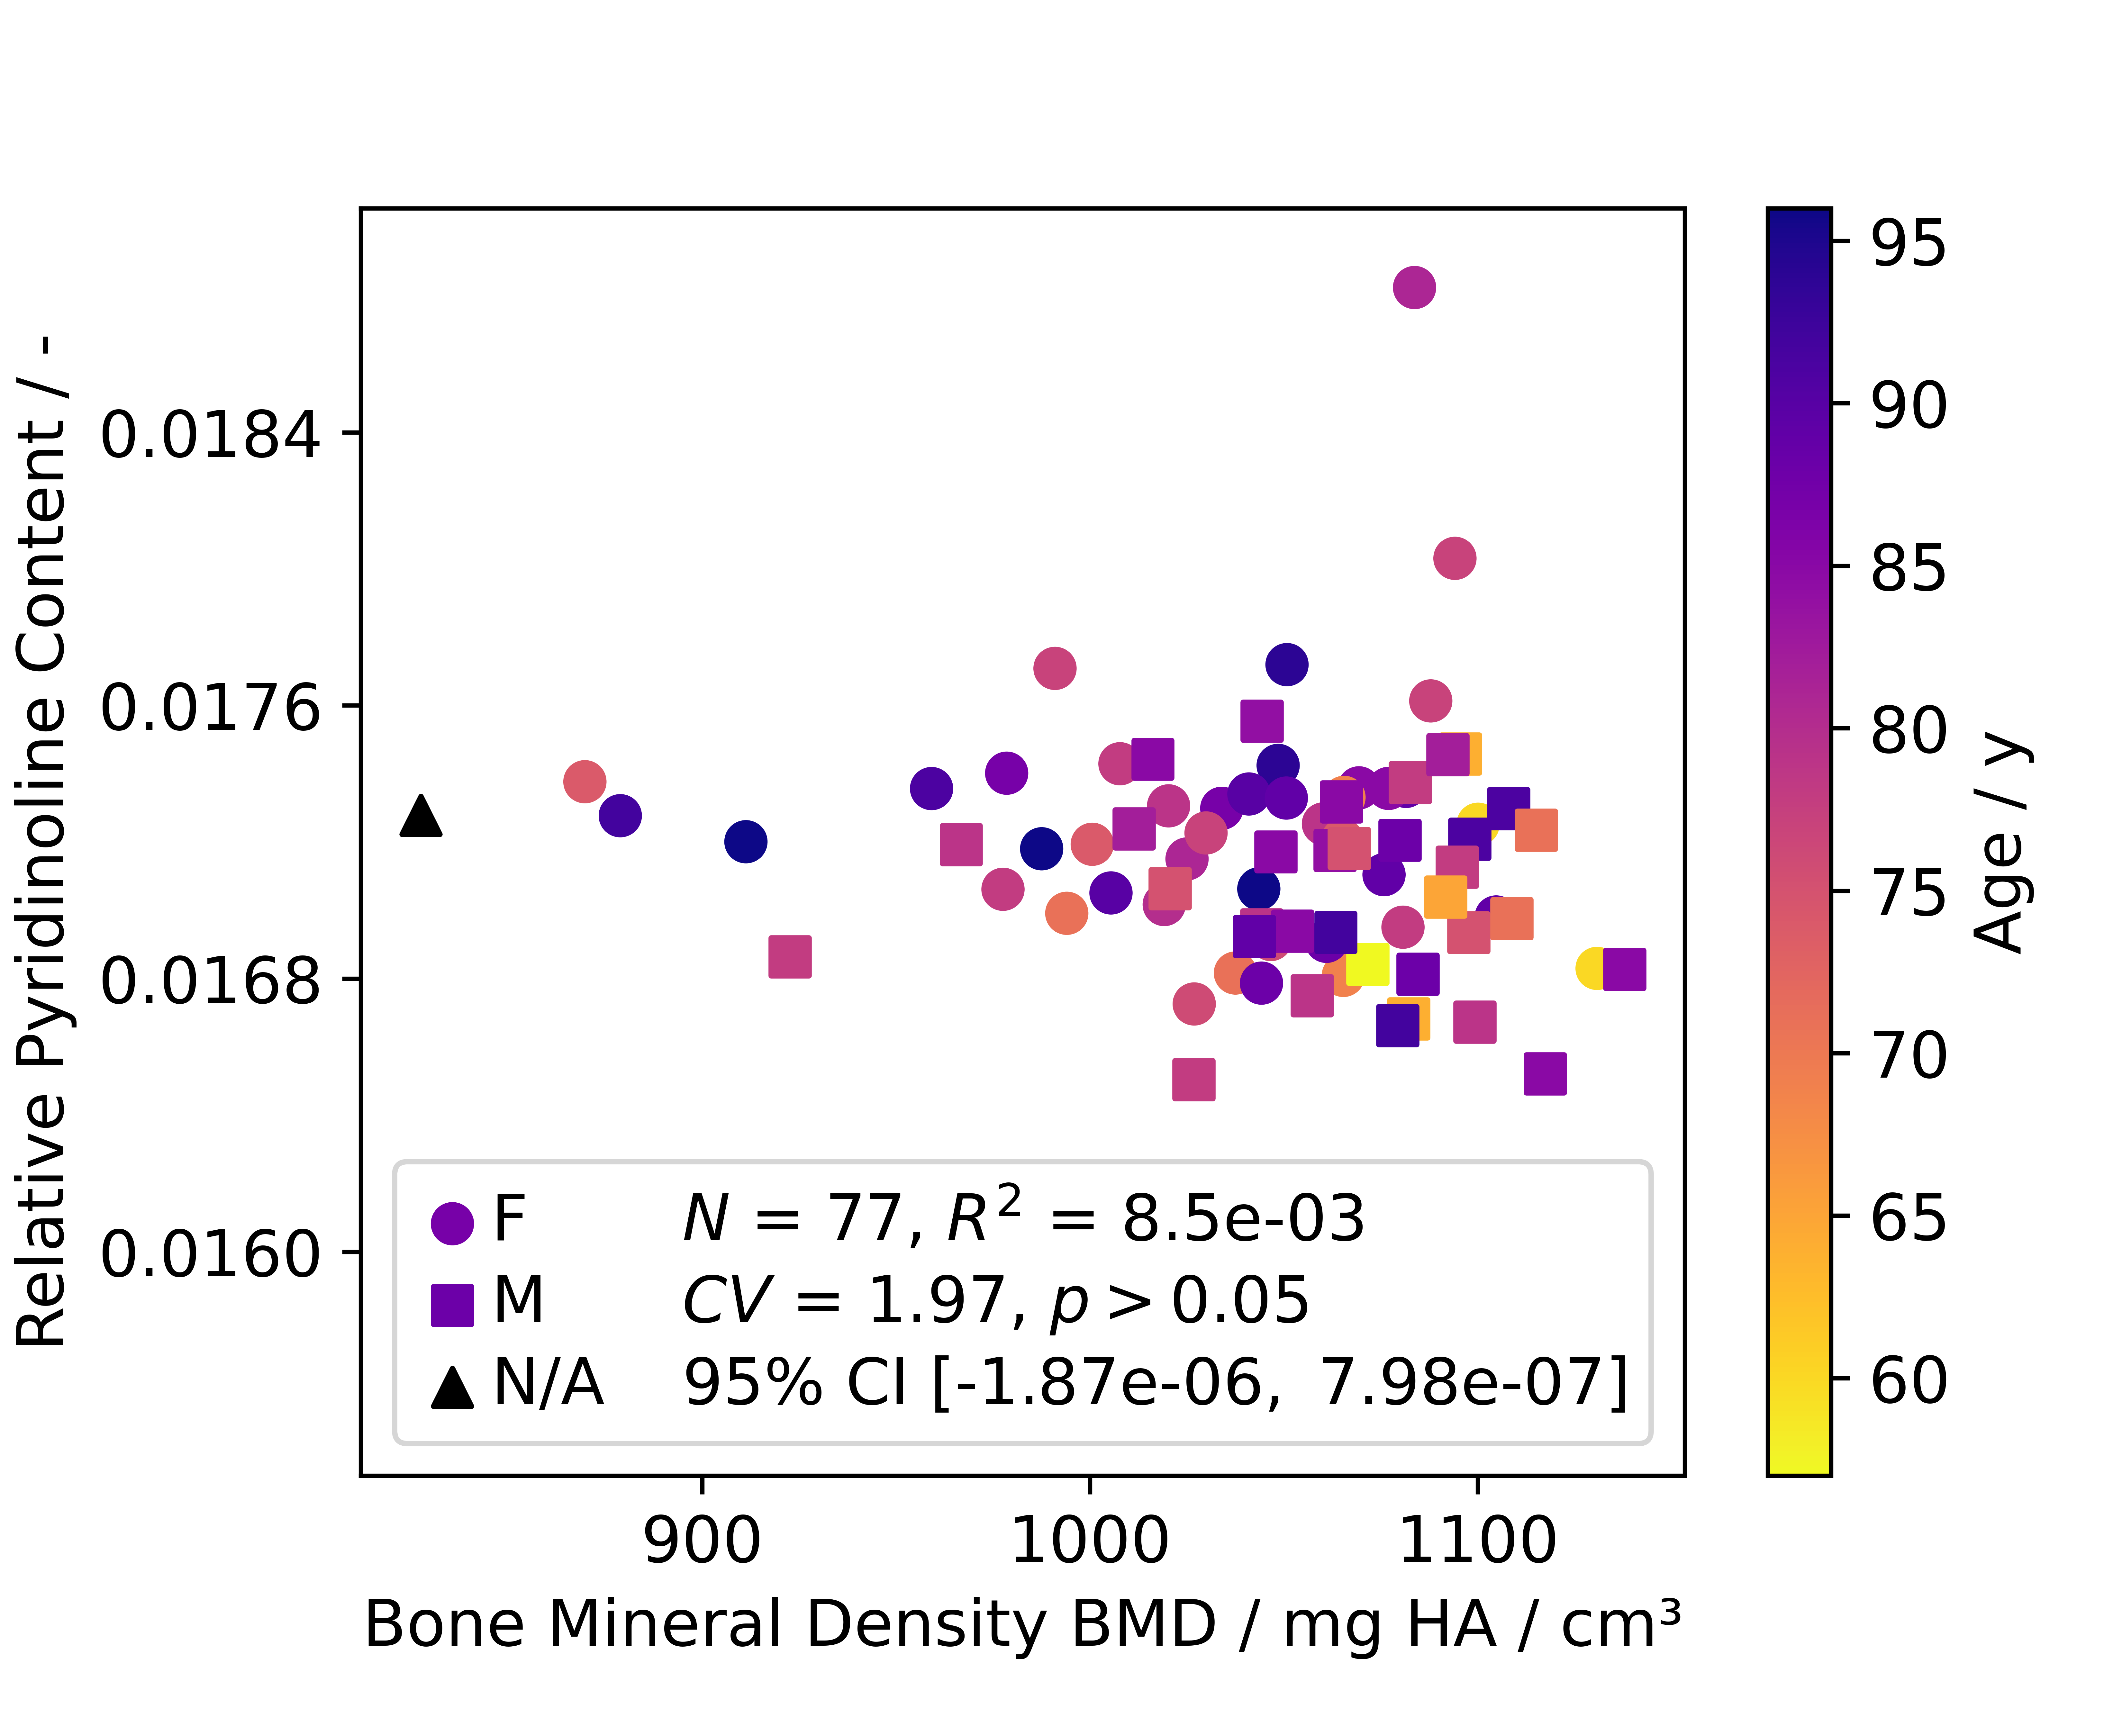 Relative Pyridinoline Content / -
0.0184
0.0176
0.0168
0.0160
F N = 77, R² = 8.5e-03
M CV = 1.97, p > 0.05
N/A 95% CI [-1.87e-06, 7.98e-07]
900 1000 1100
Bone Mineral Density BMD / mg HA / cm³
95
90
85
80
75
70
65
60
Age / y